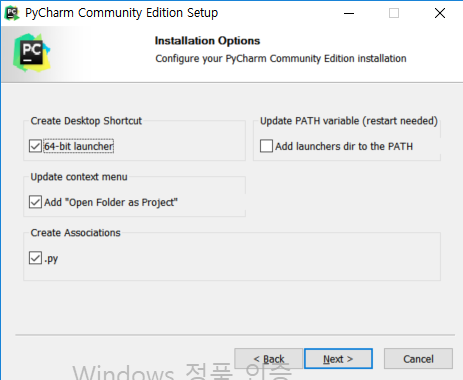 PyCharm Community Edition Setup
PC
Installation Options
Configure your PyCharm Community Edition installation
Create Desktop Shortcut
64-bit launcher
Update PATH variable (restart needed)
Add launchers dir to the PATH
Update context menu
Add "Open Folder as Project"
Create Associations
.py
< Back
Next >
Cancel
Windows 정품 인증